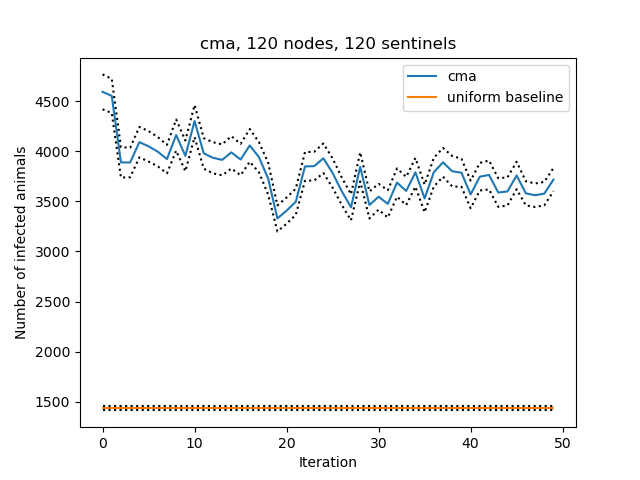 cma, 120 nodes, 120 sentinels
cma
uniform baseline
4500
4000
3500
3000
2500
2000
1500
Number of infected animals
0 10 20 30 40 50
Iteration